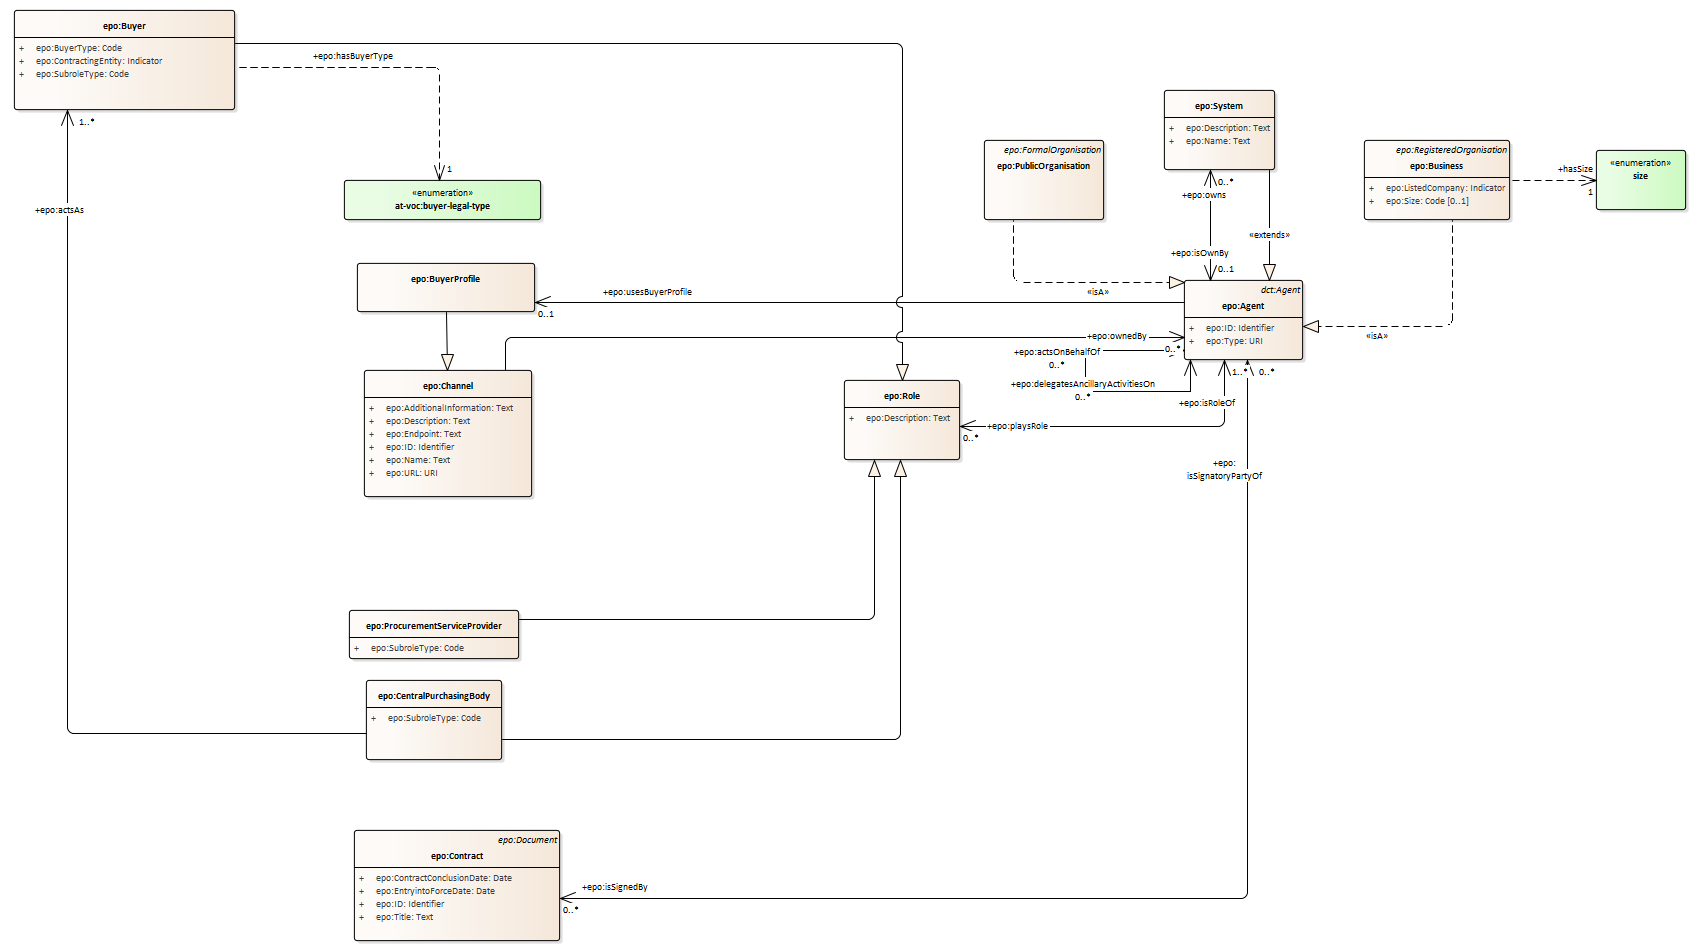 epo:Buyer
+ epo:BuyerType: Code
+ epo:ContractingEntity: Indicator
+ epo:SubroleType: Code
+epo:hasBuyerType
1..*
1
«enumeration»
at-voc:buyer-legal-type
+epo:actsAs
epo:System
+ epo:Description: Text
+ epo:Name: Text
epo:FormalOrganisation
epo:PublicOrganisation
epo:RegisteredOrganisation
epo:Business
+ epo:ListedCompany: Indicator
+ epo:Size: Code [0..1]
+hasSize
1
«enumeration»
size
0..*
+epo:owns
«extends»
+epo:isOwnBy
0..1
epo:BuyerProfile
+epo:usesBuyerProfile
0..1
«isA»
dct:Agent
epo:Agent
+ epo:ID: Identifier
+ epo:Type: URI
«isA»
+epo:ownedBy
+epo:actsOnBehalfOf
0..*
0..*
+epo:delegatesAncillaryActivitiesOn
0..*
1..*
0..*
+epo:isRoleOf
epo:Channel
+ epo:AdditionalInformation: Text
+ epo:Description: Text
+ epo:Endpoint: Text
+ epo:ID: Identifier
+ epo:Name: Text
+ epo:URL: URI
epo:Role
+ epo:Description: Text
+epo:playsRole
0..*
+epo:
isSignatoryPartyOf
epo:ProcurementServiceProvider
+ epo:SubroleType: Code
epo:CentralPurchasingBody
+ epo:SubroleType: Code
epo:Document
epo:Contract
+ epo:ContractConclusionDate: Date
+ epo:EntryintoForceDate: Date
+ epo:ID: Identifier
+ epo:Title: Text
+epo:isSignedBy
0..*